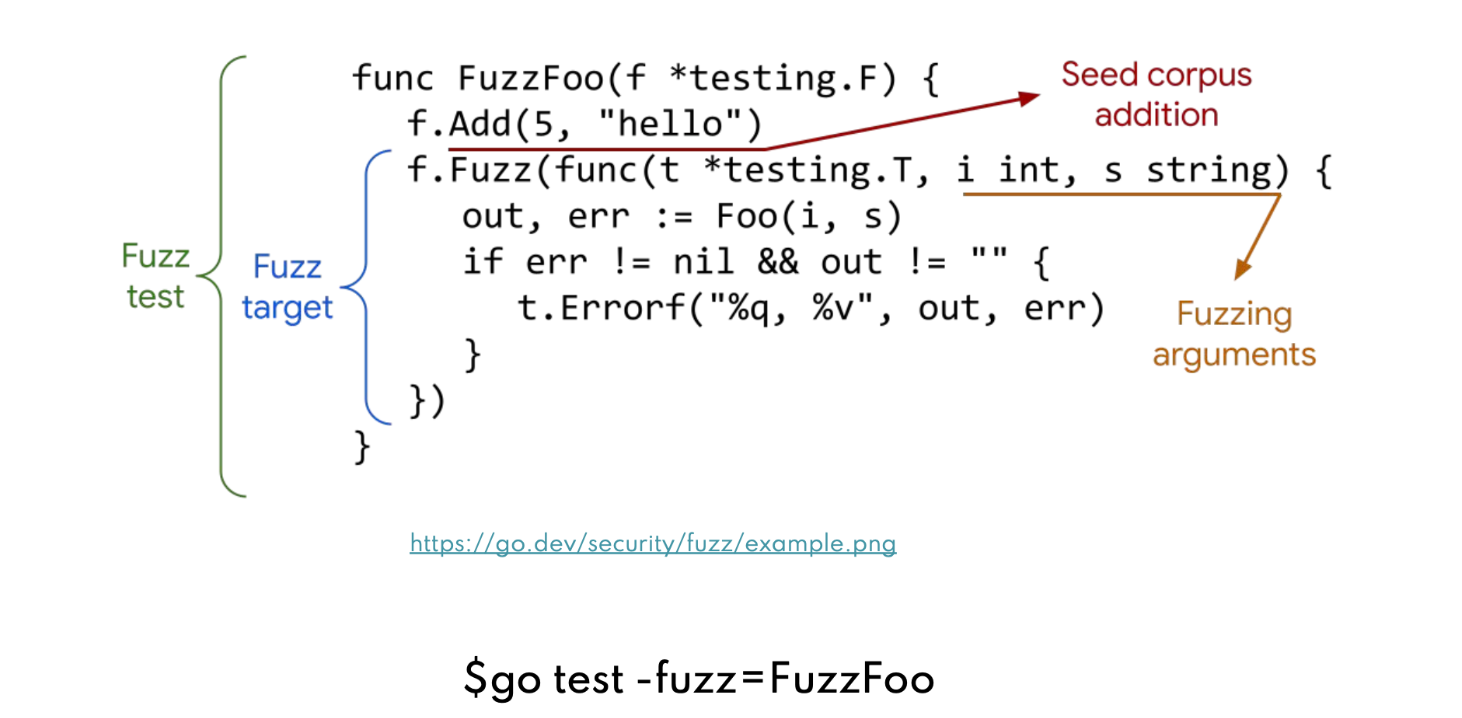 func FuzzFoo(f *testing.F) {
f.Add(5, "hello")
f.Fuzz(func(t *testing.T, i int, s string) {
out, err := Foo(i, s)
if err != nil && out != "" {
t.Errorf("%q, %v", out, err)
}
})
}
Seed corpus
addition
Fuzz
test
Fuzz
target
Fuzzing
arguments
https://go.dev/security/fuzz/example.png
$go test -fuzz=FuzzFoo